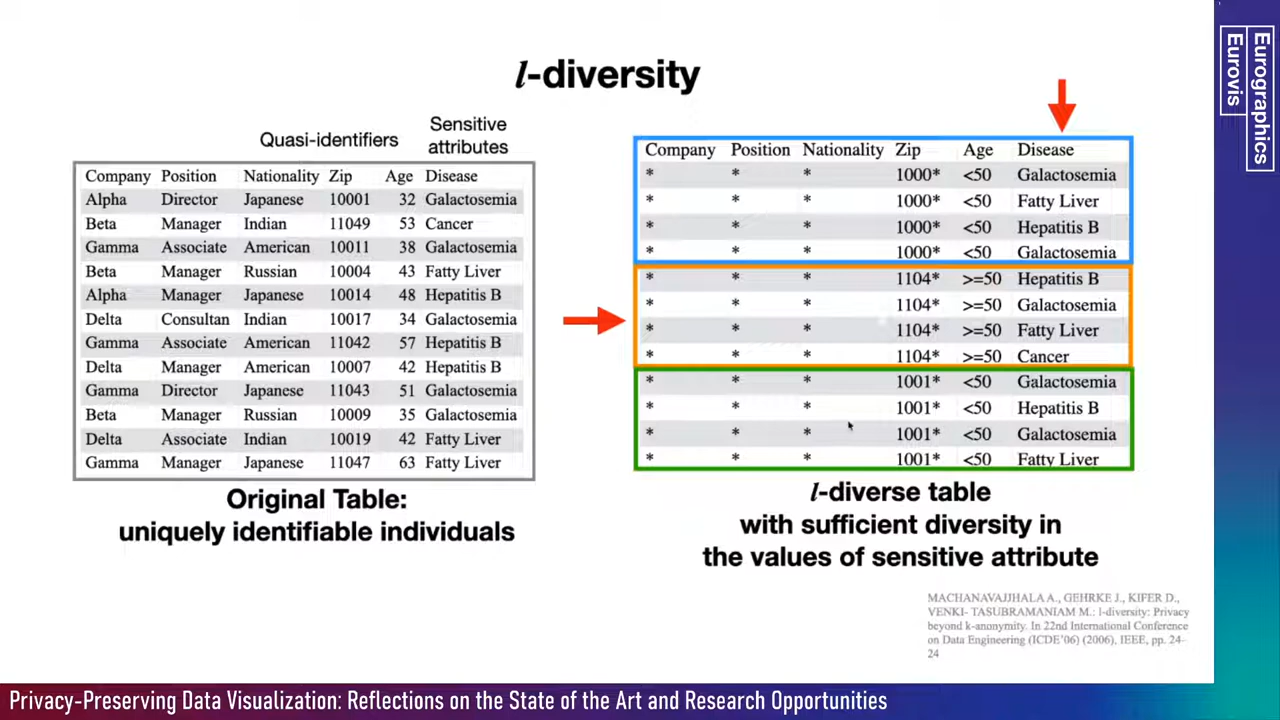 l-diversity
Quasi-identifiers
Sensitive
attributes
Company Position Nationality Zip Age Disease
Alpha Director Japanese 10001 32 Galactosemia
Beta Manager Indian 11049 53 Cancer
Gamma Associate American 10011 38 Galactosemia
Beta Manager Russian 10004 43 Fatty Liver
Alpha Manager Japanese 10014 48 Hepatitis B
Delta Consultan Indian 10017 34 Galactosemia
Gamma Associate American 11042 57 Hepatitis B
Delta Manager American 10007 42 Hepatitis B
Gamma Director Japanese 11043 51 Galactosemia
Beta Manager Russian 10009 35 Galactosemia
Delta Associate Indian 10019 42 Fatty Liver
Gamma Manager Japanese 11047 63 Fatty Liver
Original Table:
uniquely identifiable individuals
Company Position Nationality Zip Age Disease
* * * 1000* <50 Galactosemia
* * * 1000* <50 Fatty Liver
* * * 1000* <50 Hepatitis B
* * * 1000* <50 Galactosemia
* * * 1104* >=50 Hepatitis B
* * * 1104* >=50 Galactosemia
* * * 1104* >=50 Fatty Liver
* * * 1104* >=50 Cancer
* * * 1001* <50 Galactosemia
* * * 1001* <50 Hepatitis B
* * * 1001* <50 Galactosemia
* * * 1001* <50 Fatty Liver
l-diverse table
with sufficient diversity in
the values of sensitive attribute
MACHANAVAJJHALA A., GEHRKE J., KIFER D.,
VENKI- TASUBRAMANIAM M.: l-diversity: Privacy
beyond k-anonymity. In 22nd International Conference
on Data Engineering (ICDE'06) (2006), IEEE, pp. 24–
24
Eurographics
Eurovis
Privacy-Preserving Data Visualization: Reflections on the State of the Art and Research Opportunities